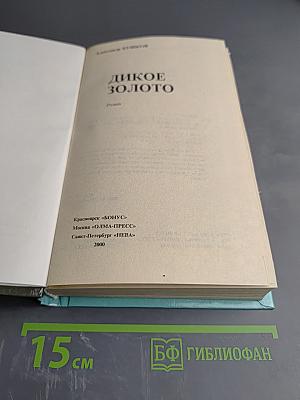 ДИКОЕ
ЗОЛОТО
Роман
Красноярск «БОНУС»
Москва «ОЛМА-ПРЕСС»
Санкт-Петербург «НЕВА»
2000
15 см
БФ ГИБЛИОФАН